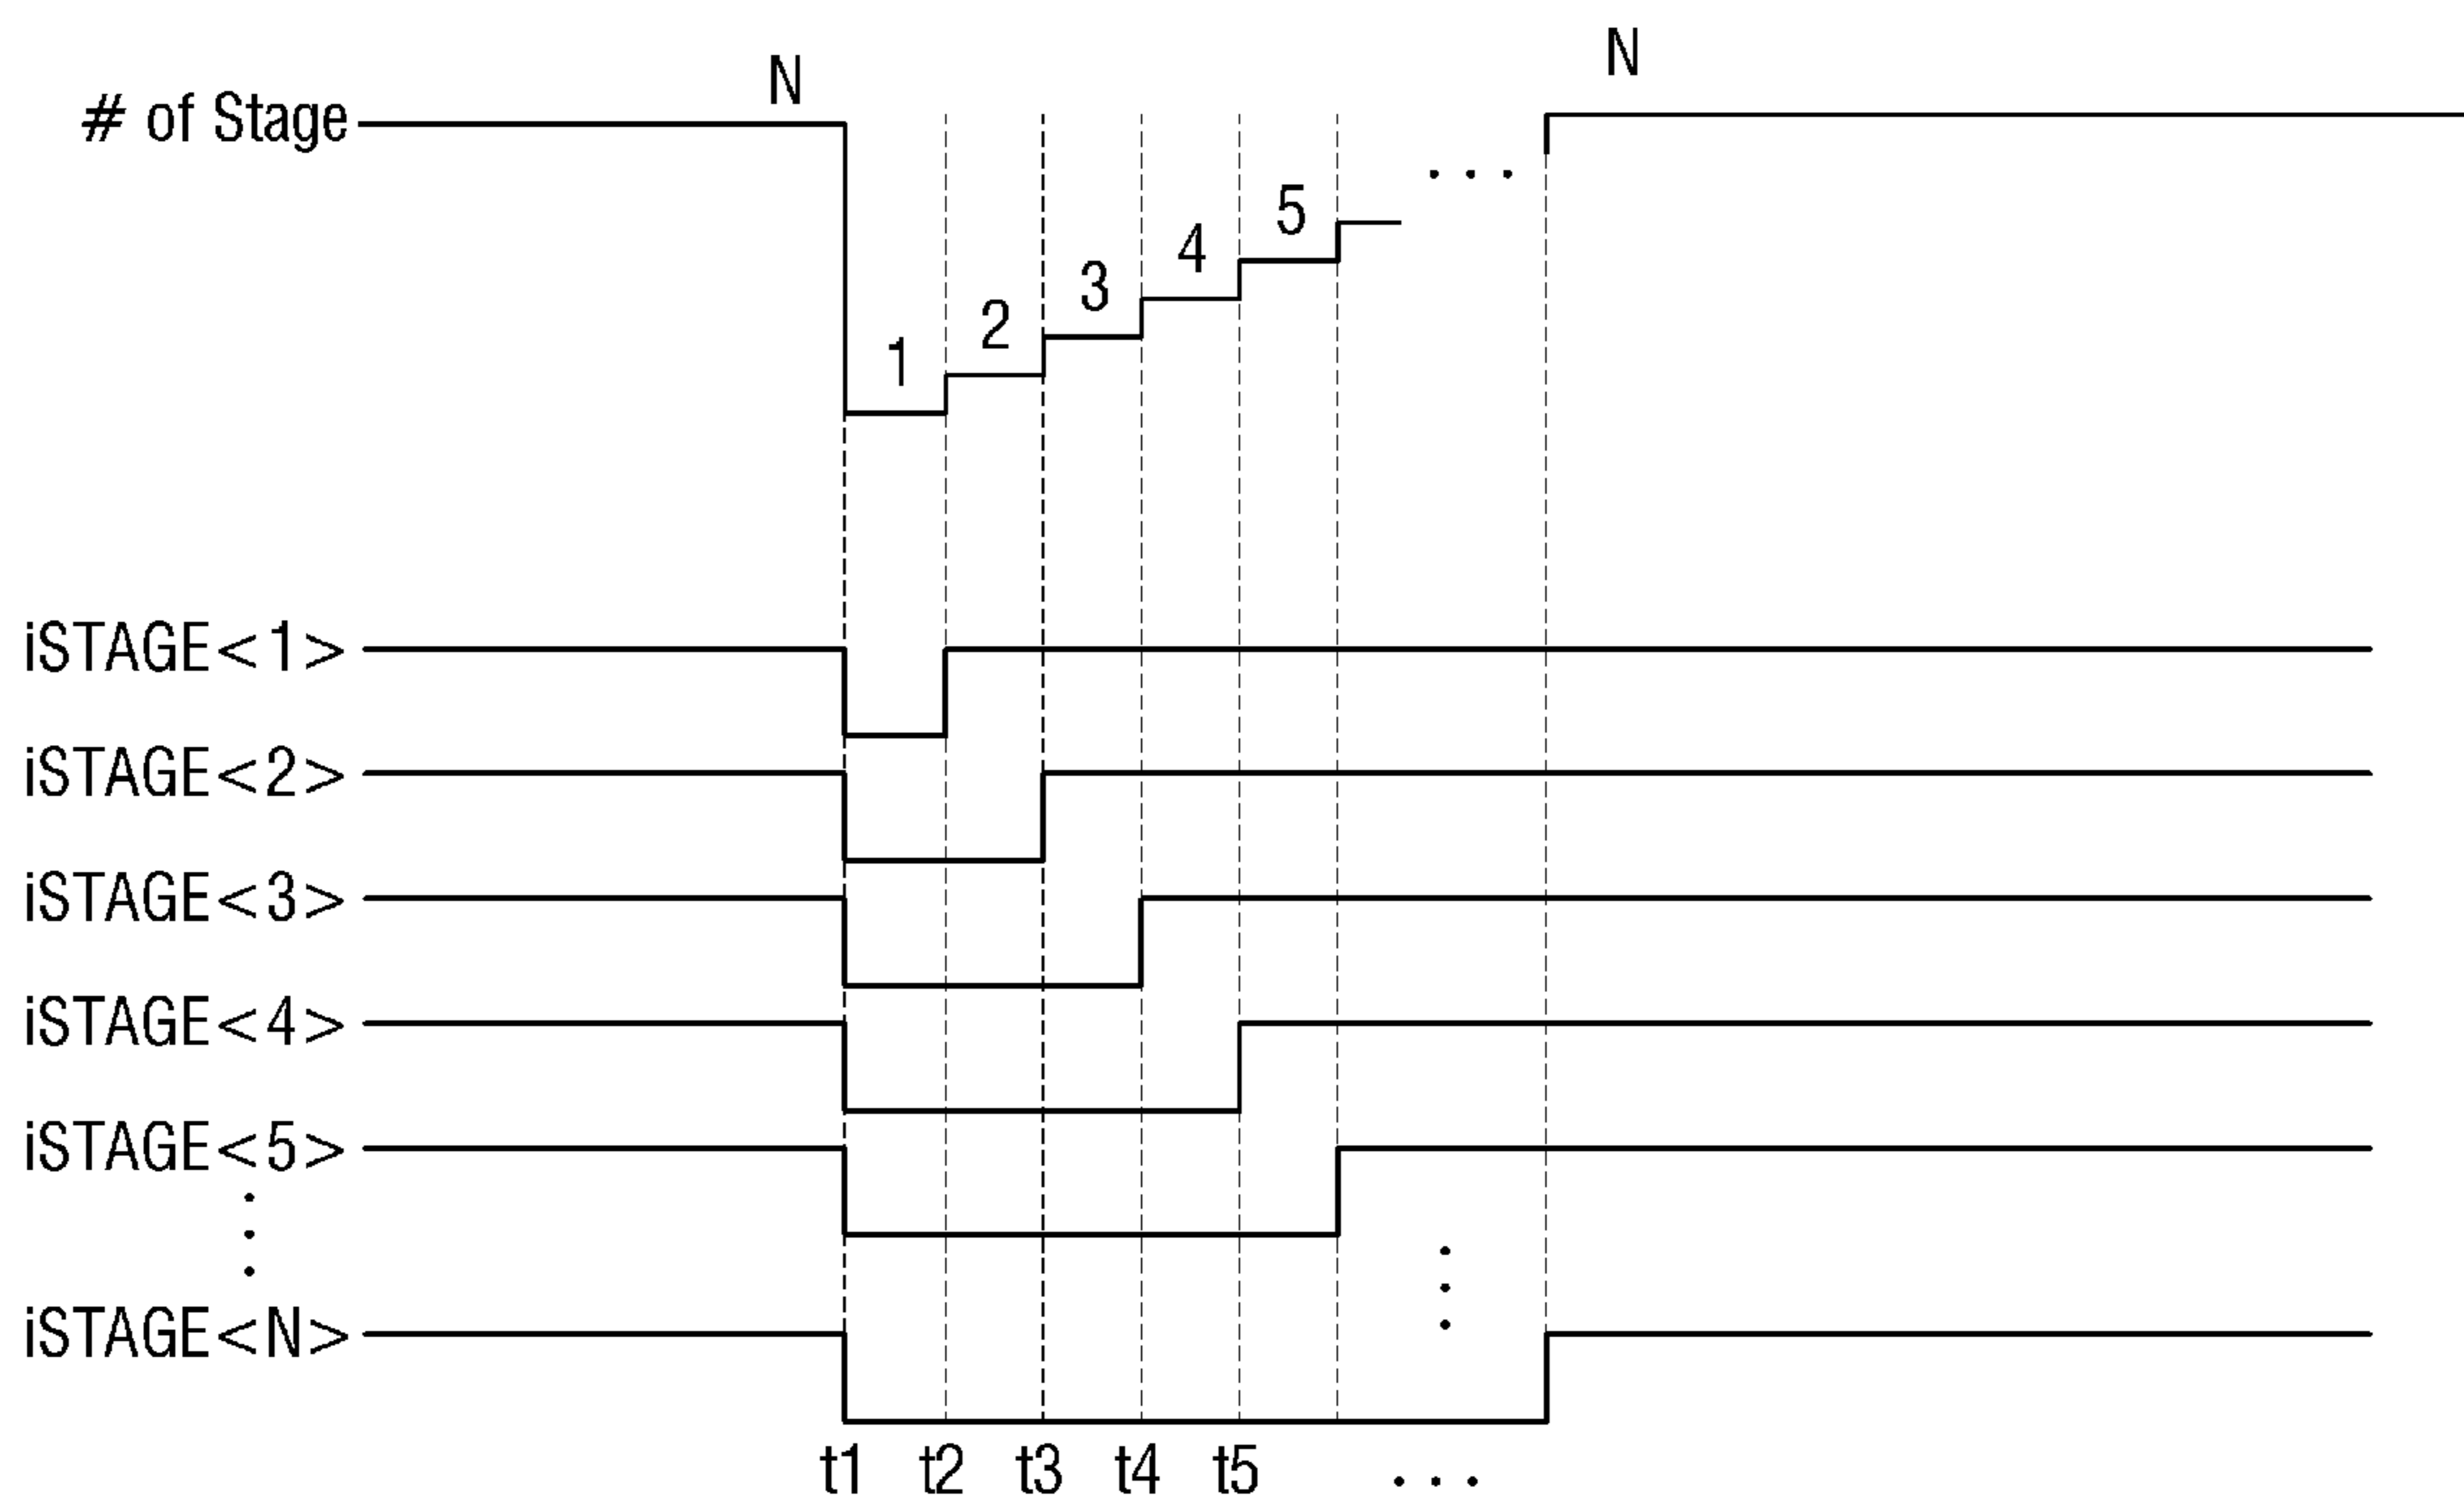 N
N
# of Stage
5
4
3
2
1
iSTAGE<1>
iSTAGE<2>
iSTAGE<3>
iSTAGE<4>
iSTAGE<5>
iSTAGE<N>
t1 t2 t3 t4 t5 ...